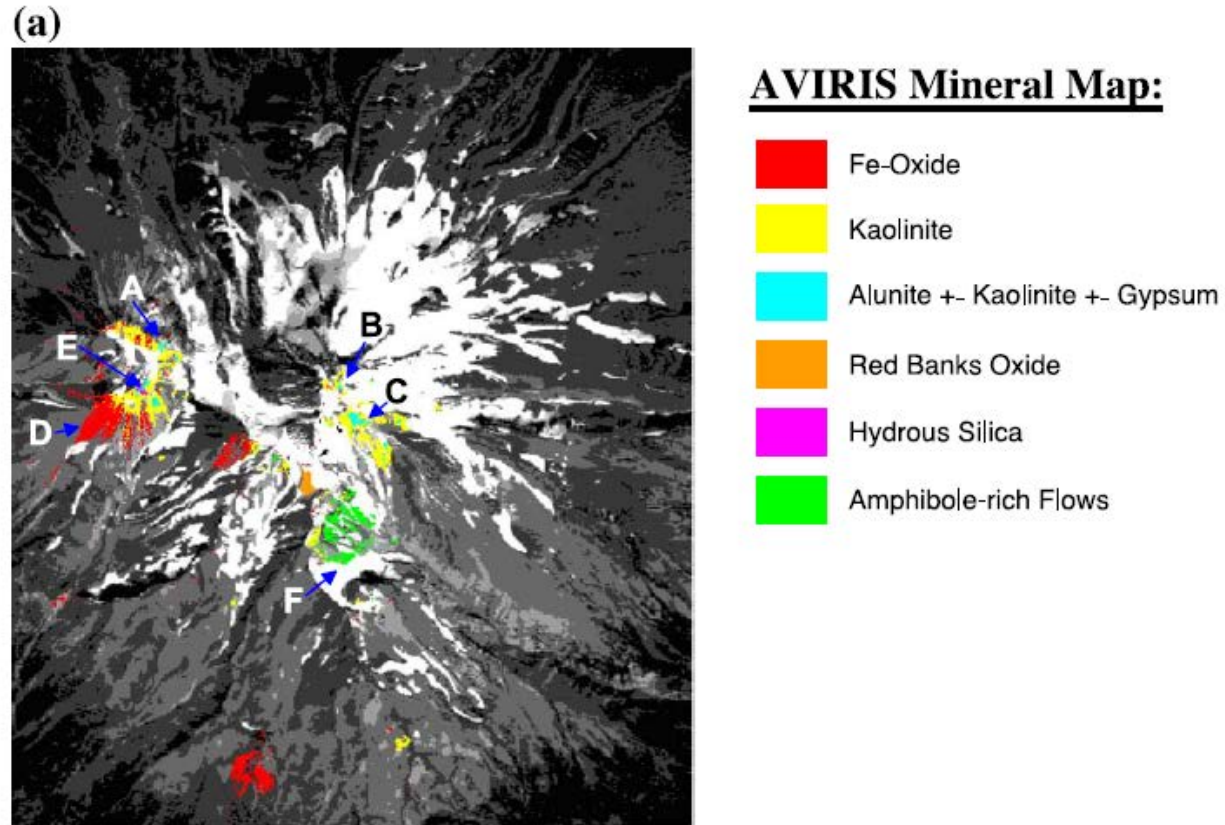 (a)
AVIRIS Mineral Map:
Fe-Oxide
Kaolinite
Alunite +- Kaolinite +- Gypsum
Red Banks Oxide
Hydrous Silica
Amphibole-rich Flows
A
B
E
C
D
F